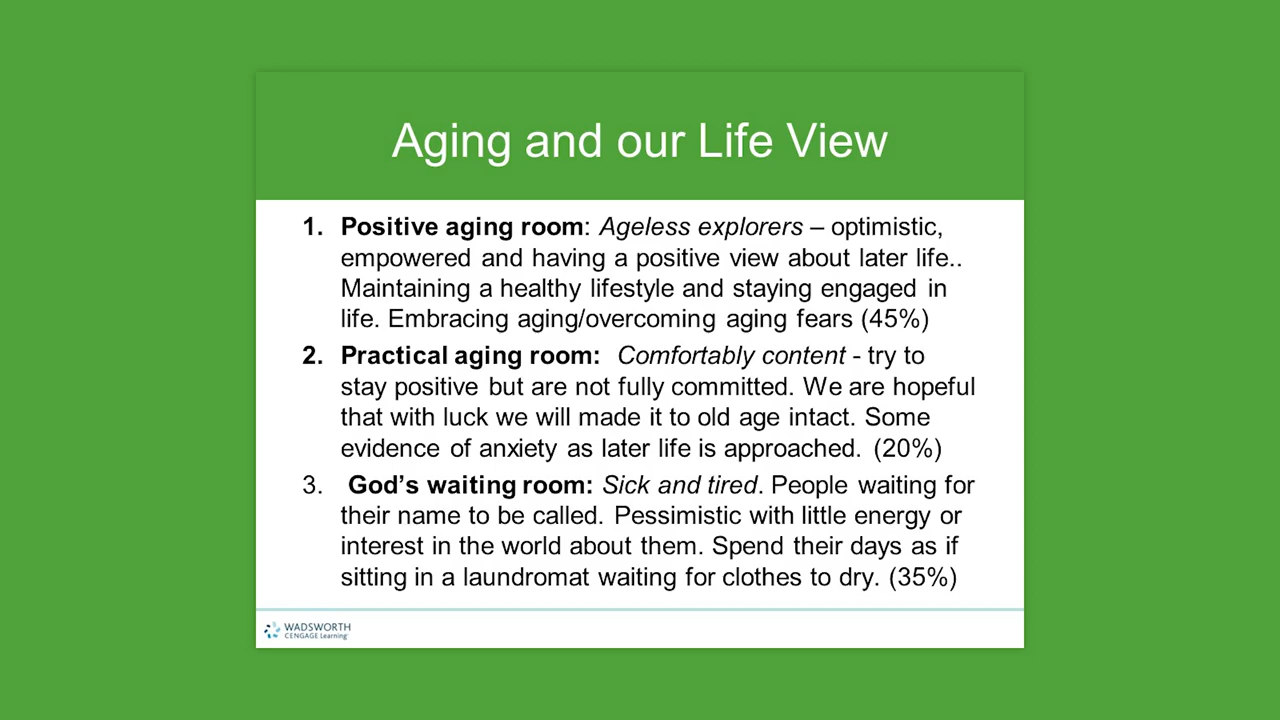 Aging and our Life View
1. Positive aging room: Ageless explorers – optimistic,
empowered and having a positive view about later life..
Maintaining a healthy lifestyle and staying engaged in
life. Embracing aging/overcoming aging fears (45%)
2. Practical aging room: Comfortably content - try to
stay positive but are not fully committed. We are hopeful
that with luck we will made it to old age intact. Some
evidence of anxiety as later life is approached. (20%)
3. God’s waiting room: Sick and tired. People waiting for
their name to be called. Pessimistic with little energy or
interest in the world about them. Spend their days as if
sitting in a laundromat waiting for clothes to dry. (35%)
WADSWORTH
CENGAGE Learning